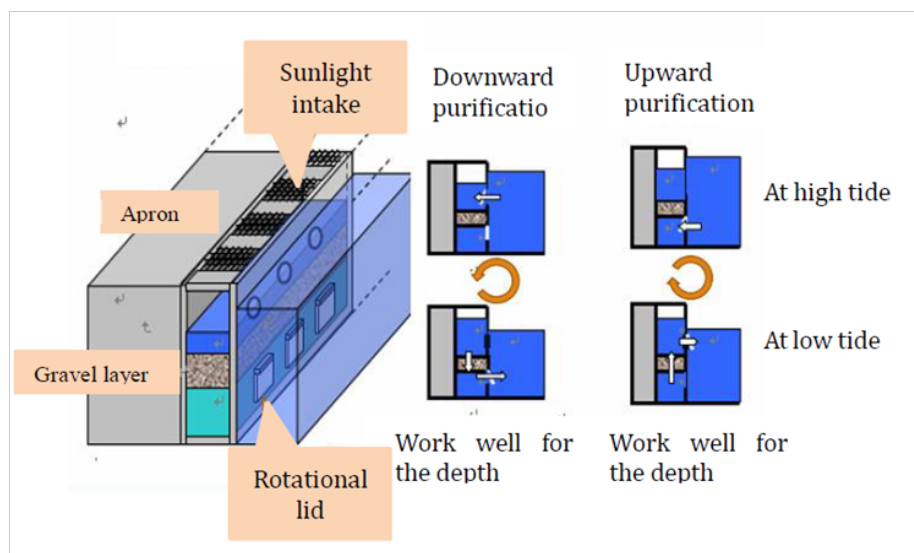 Sunlight
intake
Downward
purificatio
Upward
purification
Apron
At high tide
Gravel layer
At low tide
Rotational
lid
Work well for
the depth
Work well for
the depth